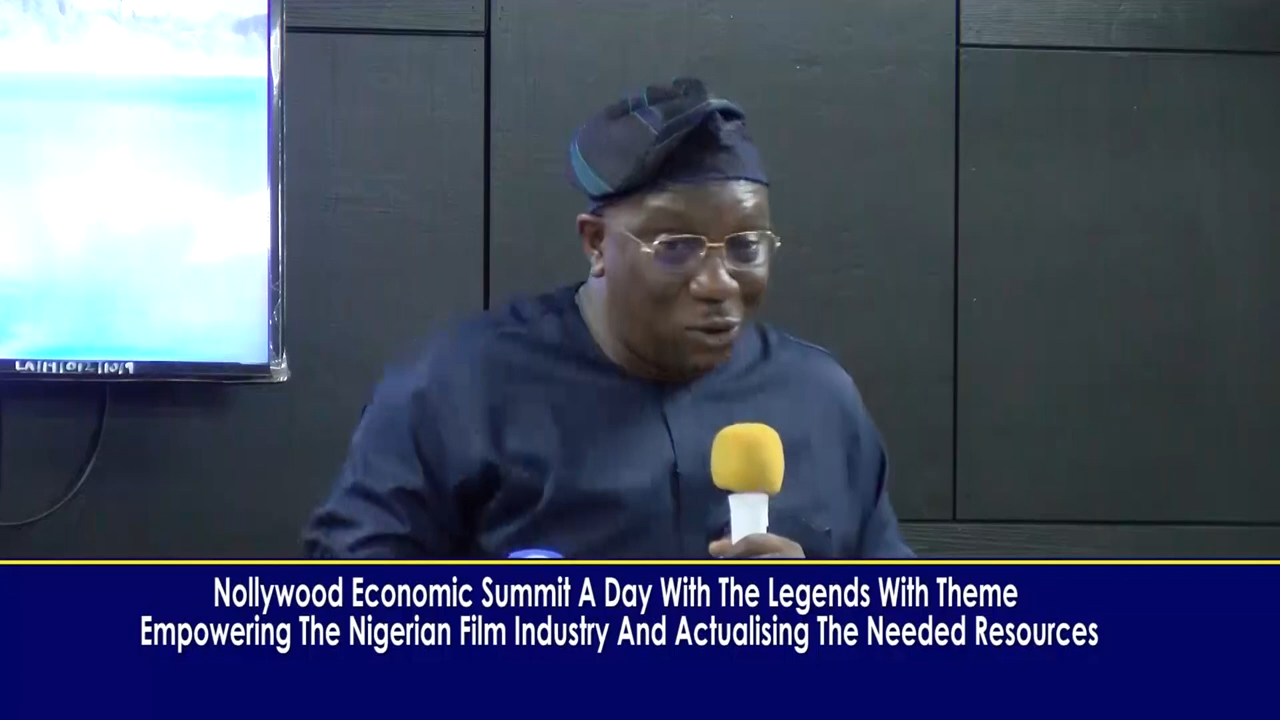 Nollywood Economic Summit A Day With The Legends With Theme
Empowering The Nigerian Film Industry And Actualising The Needed Resources